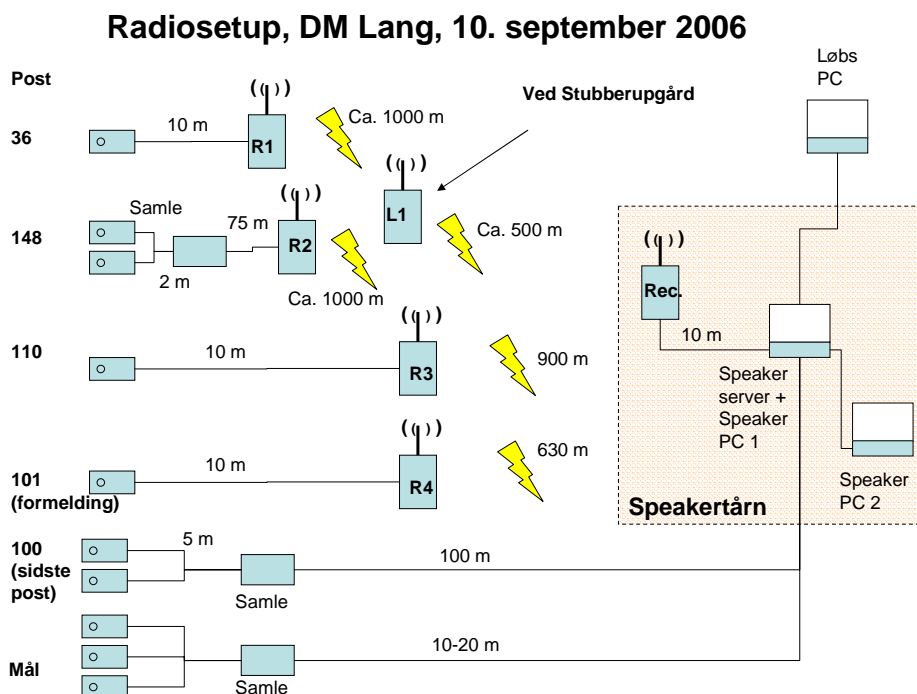 Radiosetup, DM Lang, 10. september 2006
Post
Løbs
PC
36
10 m
((ı))
R1
Ca. 1000 m
Ved Stubberupgård
148
Samle
2 m
75 m
((ı))
R2
Ca. 1000 m
((ı))
L1
Ca. 500 m
((ı))
Rec.
10 m
Speaker
server +
Speaker
PC 1
Speaker
PC 2
Speakertårn
110
10 m
((ı))
R3
900 m
101
(formelding)
10 m
((ı))
R4
630 m
100
(sidste
post)
5 m
Samle
100 m
Mål
Samle
10-20 m